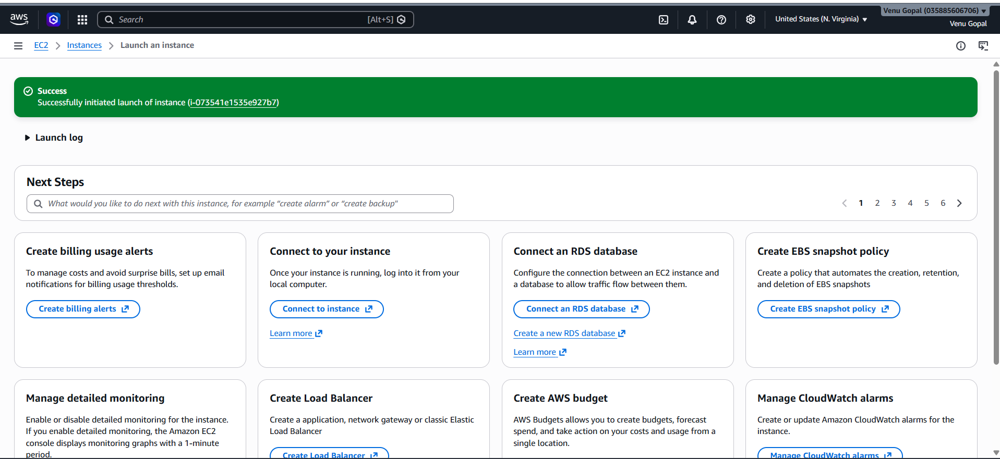 aws
Search
[Alt+S]
United States (N. Virginia)
Venu Gopal (035885606706)
Venu Gopal
EC2
Instances
Launch an instance
Success
Successfully initiated launch of instance (i-073541e1535e927b7)
Launch log
Next Steps
What would you like to do next with this instance, for example “create alarm” or “create backup"
1 2 3 4 5 6
Create billing usage alerts
To manage costs and avoid surprise bills, set up email
notifications for billing usage thresholds.
Create billing alerts
Connect to your instance
Once your instance is running, log into it from your
local computer.
Connect to instance
Learn more
Connect an RDS database
Configure the connection between an EC2 instance and
a database to allow traffic flow between them.
Connect an RDS database
Create a new RDS database
Learn more
Create EBS snapshot policy
Create a policy that automates the creation, retention,
and deletion of EBS snapshots
Create EBS snapshot policy
Manage detailed monitoring
Enable or disable detailed monitoring for the instance.
If you enable detailed monitoring, the Amazon EC2
console displays monitoring graphs with a 1-minute
period.
Create Load Balancer
Create a application, network gateway or classic Elastic
Load Balancer
Create Load Balancer
Create AWS budget
AWS Budgets allows you to create budgets, forecast
spend, and take action on your costs and usage from a
single location.
Manage CloudWatch alarms
Create or update Amazon CloudWatch alarms for the
instance.
Manage CloudWatch alarms